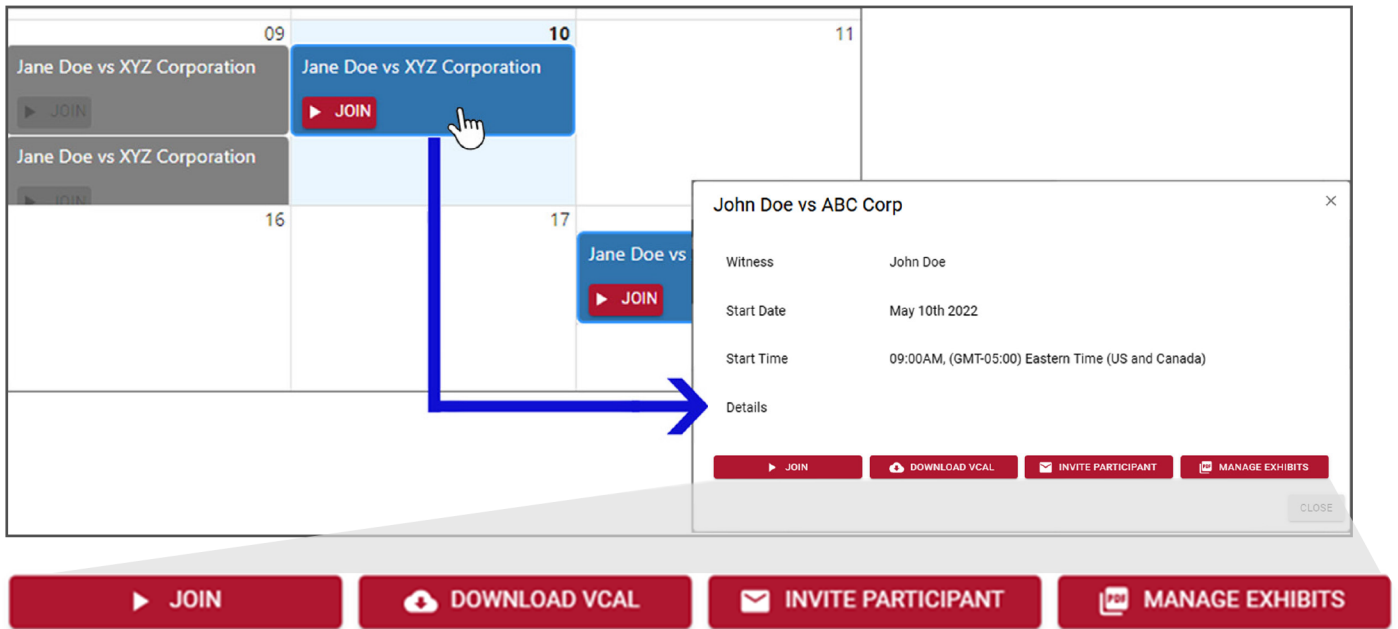 09
10
11
Jane Doe vs XYZ Corporation
Jane Doe vs XYZ Corporation
JOIN
JOIN
Jane Doe vs XYZ Corporation
JOIN
16
17
Jane Doe vs
JOIN
John Doe vs ABC Corp
Witness
John Doe
Start Date
May 10th 2022
Start Time
09:00AM, (GMT-05:00) Eastern Time (US and Canada)
Details
JOIN
DOWNLOAD VCAL
INVITE PARTICIPANT
PDF
MANAGE EXHIBITS
CLOSE
JOIN
DOWNLOAD VCAL
INVITE PARTICIPANT
PDF
MANAGE EXHIBITS